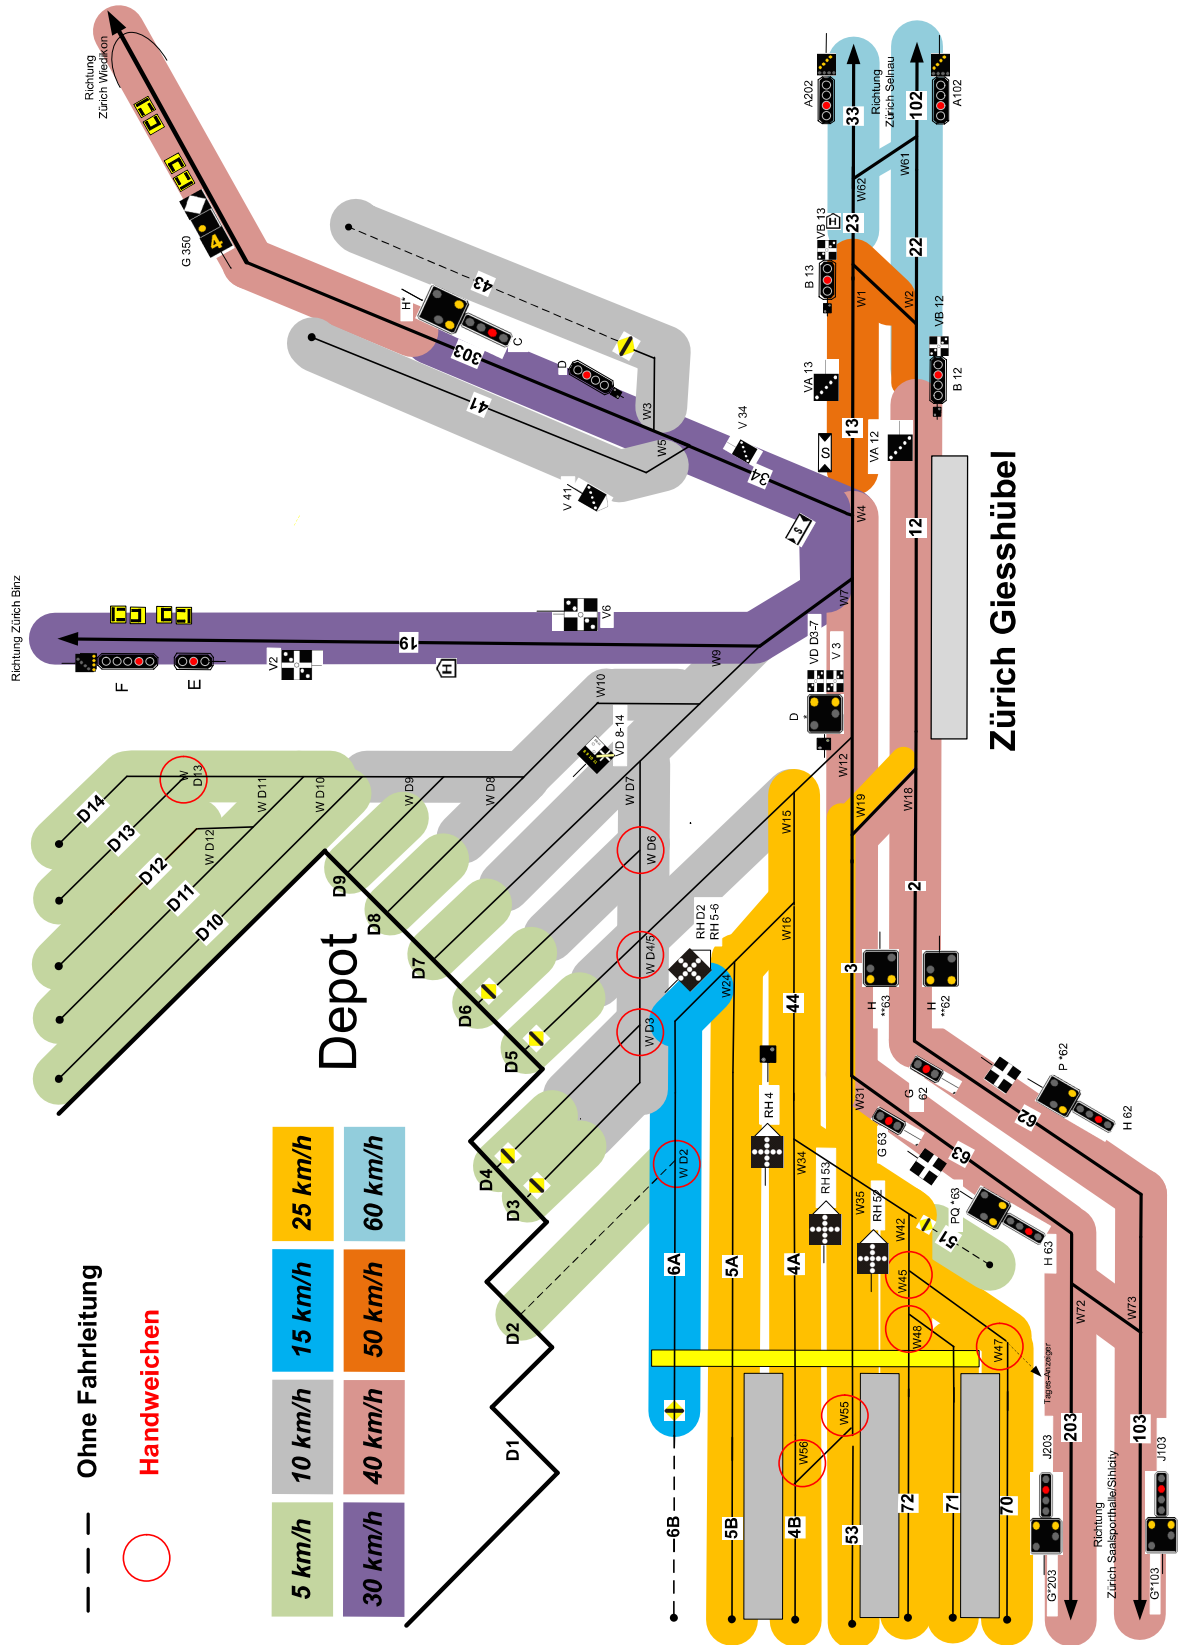 Richtung
Zürich Wiedikon
G 350
H*
C
303
43
41
D
W3
W5
V 34
V 41
34
S
W4
Richtung Zürich Binz
F
E
V2
H
V6
19
W9
W7
W10
VD 8-14
A202
33
Richtung
Zürich Selnau
102
A102
W62
W61
VB 13
H
23
B 13
22
W1
W2
VB 12
B 12
VA 13
S
13
VA 12
12
Zürich Giesshübel
VD D3-7
V 3
D
*
W12
W19
W18
W15
W16
2
3
44
H
**63
H
**62
RH D2
RH 5-6
W24
W D13
D14
D13
D12
D11
D10
W D11
W D10
W D12
W D9
W D8
W D7
W D6
W D4/5
W D3
W D2
D9
D8
D7
D6
D5
D4
D3
D2
D1
Depot
RH 4
RH 53
RH 52
W34
W35
W31
W42
W45
W48
W47
W55
W56
G 63
G
62
63
62
P *62
H 62
PQ *63
H 63
51
W72
W73
Tages-Anzeiger
6A
5A
4A
6B
5B
4B
53
72
71
70
203
103
J203
J103
G*203
G*103
Richtung
Zürich Saalsporthalle/Sihlcity
Ohne Fahrleitung
Handweichen
5 km/h
10 km/h
15 km/h
25 km/h
30 km/h
40 km/h
50 km/h
60 km/h
4